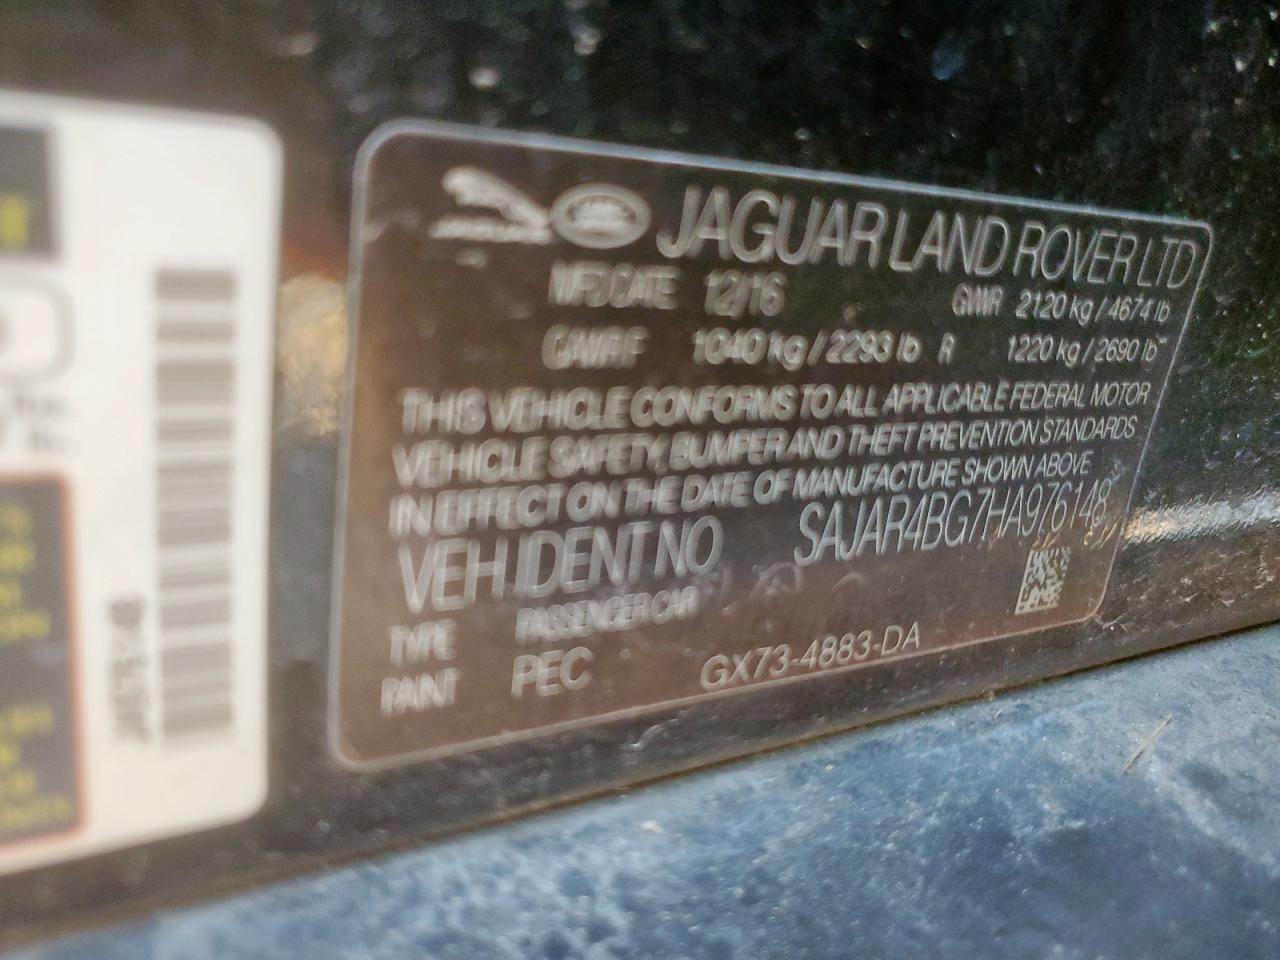 JAGUAR LAND ROVER LTD
MFD DATE 12/16 GVWR 2120 kg / 4674 lb
GAWR F 1040 kg / 2293 lb R 1220 kg / 2690 lb
THIS VEHICLE CONFORMS TO ALL APPLICABLE FEDERAL MOTOR
VEHICLE SAFETY, BUMPER AND THEFT PREVENTION STANDARDS
IN EFFECT ON THE DATE OF MANUFACTURE SHOWN ABOVE
VEH IDENT NO SAJAR4BG7HA976148
TYPE PASSENGER CAR
PAINT PEC GX73-4883-DA